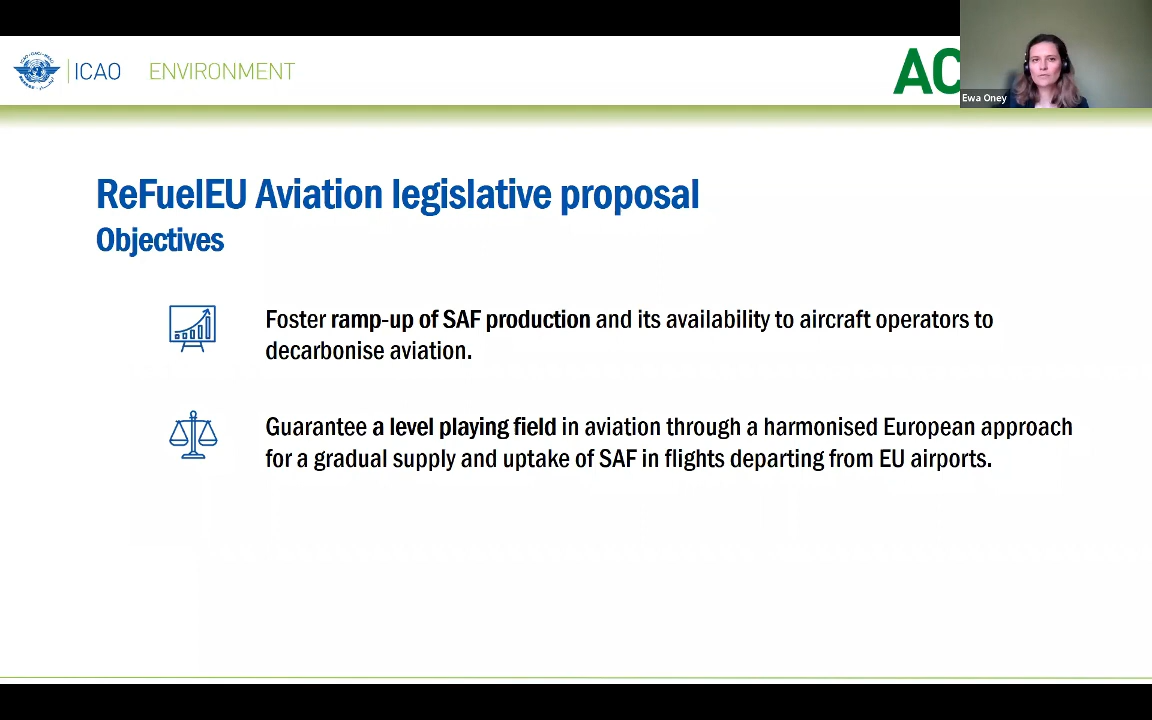 ICAO
ENVIRONMENT
AC
Ewa Oney
ReFuelEU Aviation legislative proposal
Objectives
Foster ramp-up of SAF production and its availability to aircraft operators to
decarbonise aviation.
Guarantee a level playing field in aviation through a harmonised European approach
for a gradual supply and uptake of SAF in flights departing from EU airports.